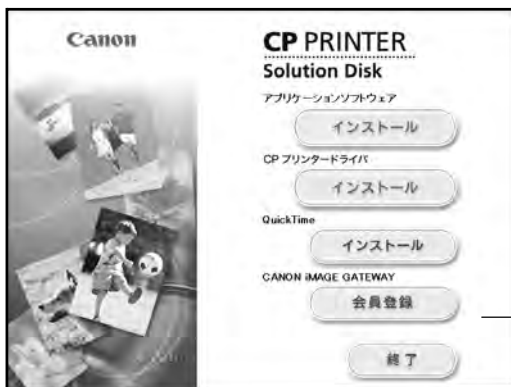 Canon
CP PRINTER
Solution Disk
アプリケーションソフトウェア
インストール
CP プリンタードライバ
インストール
QuickTime
インストール
CANON iMAGE GATEWAY
会員登録
終了